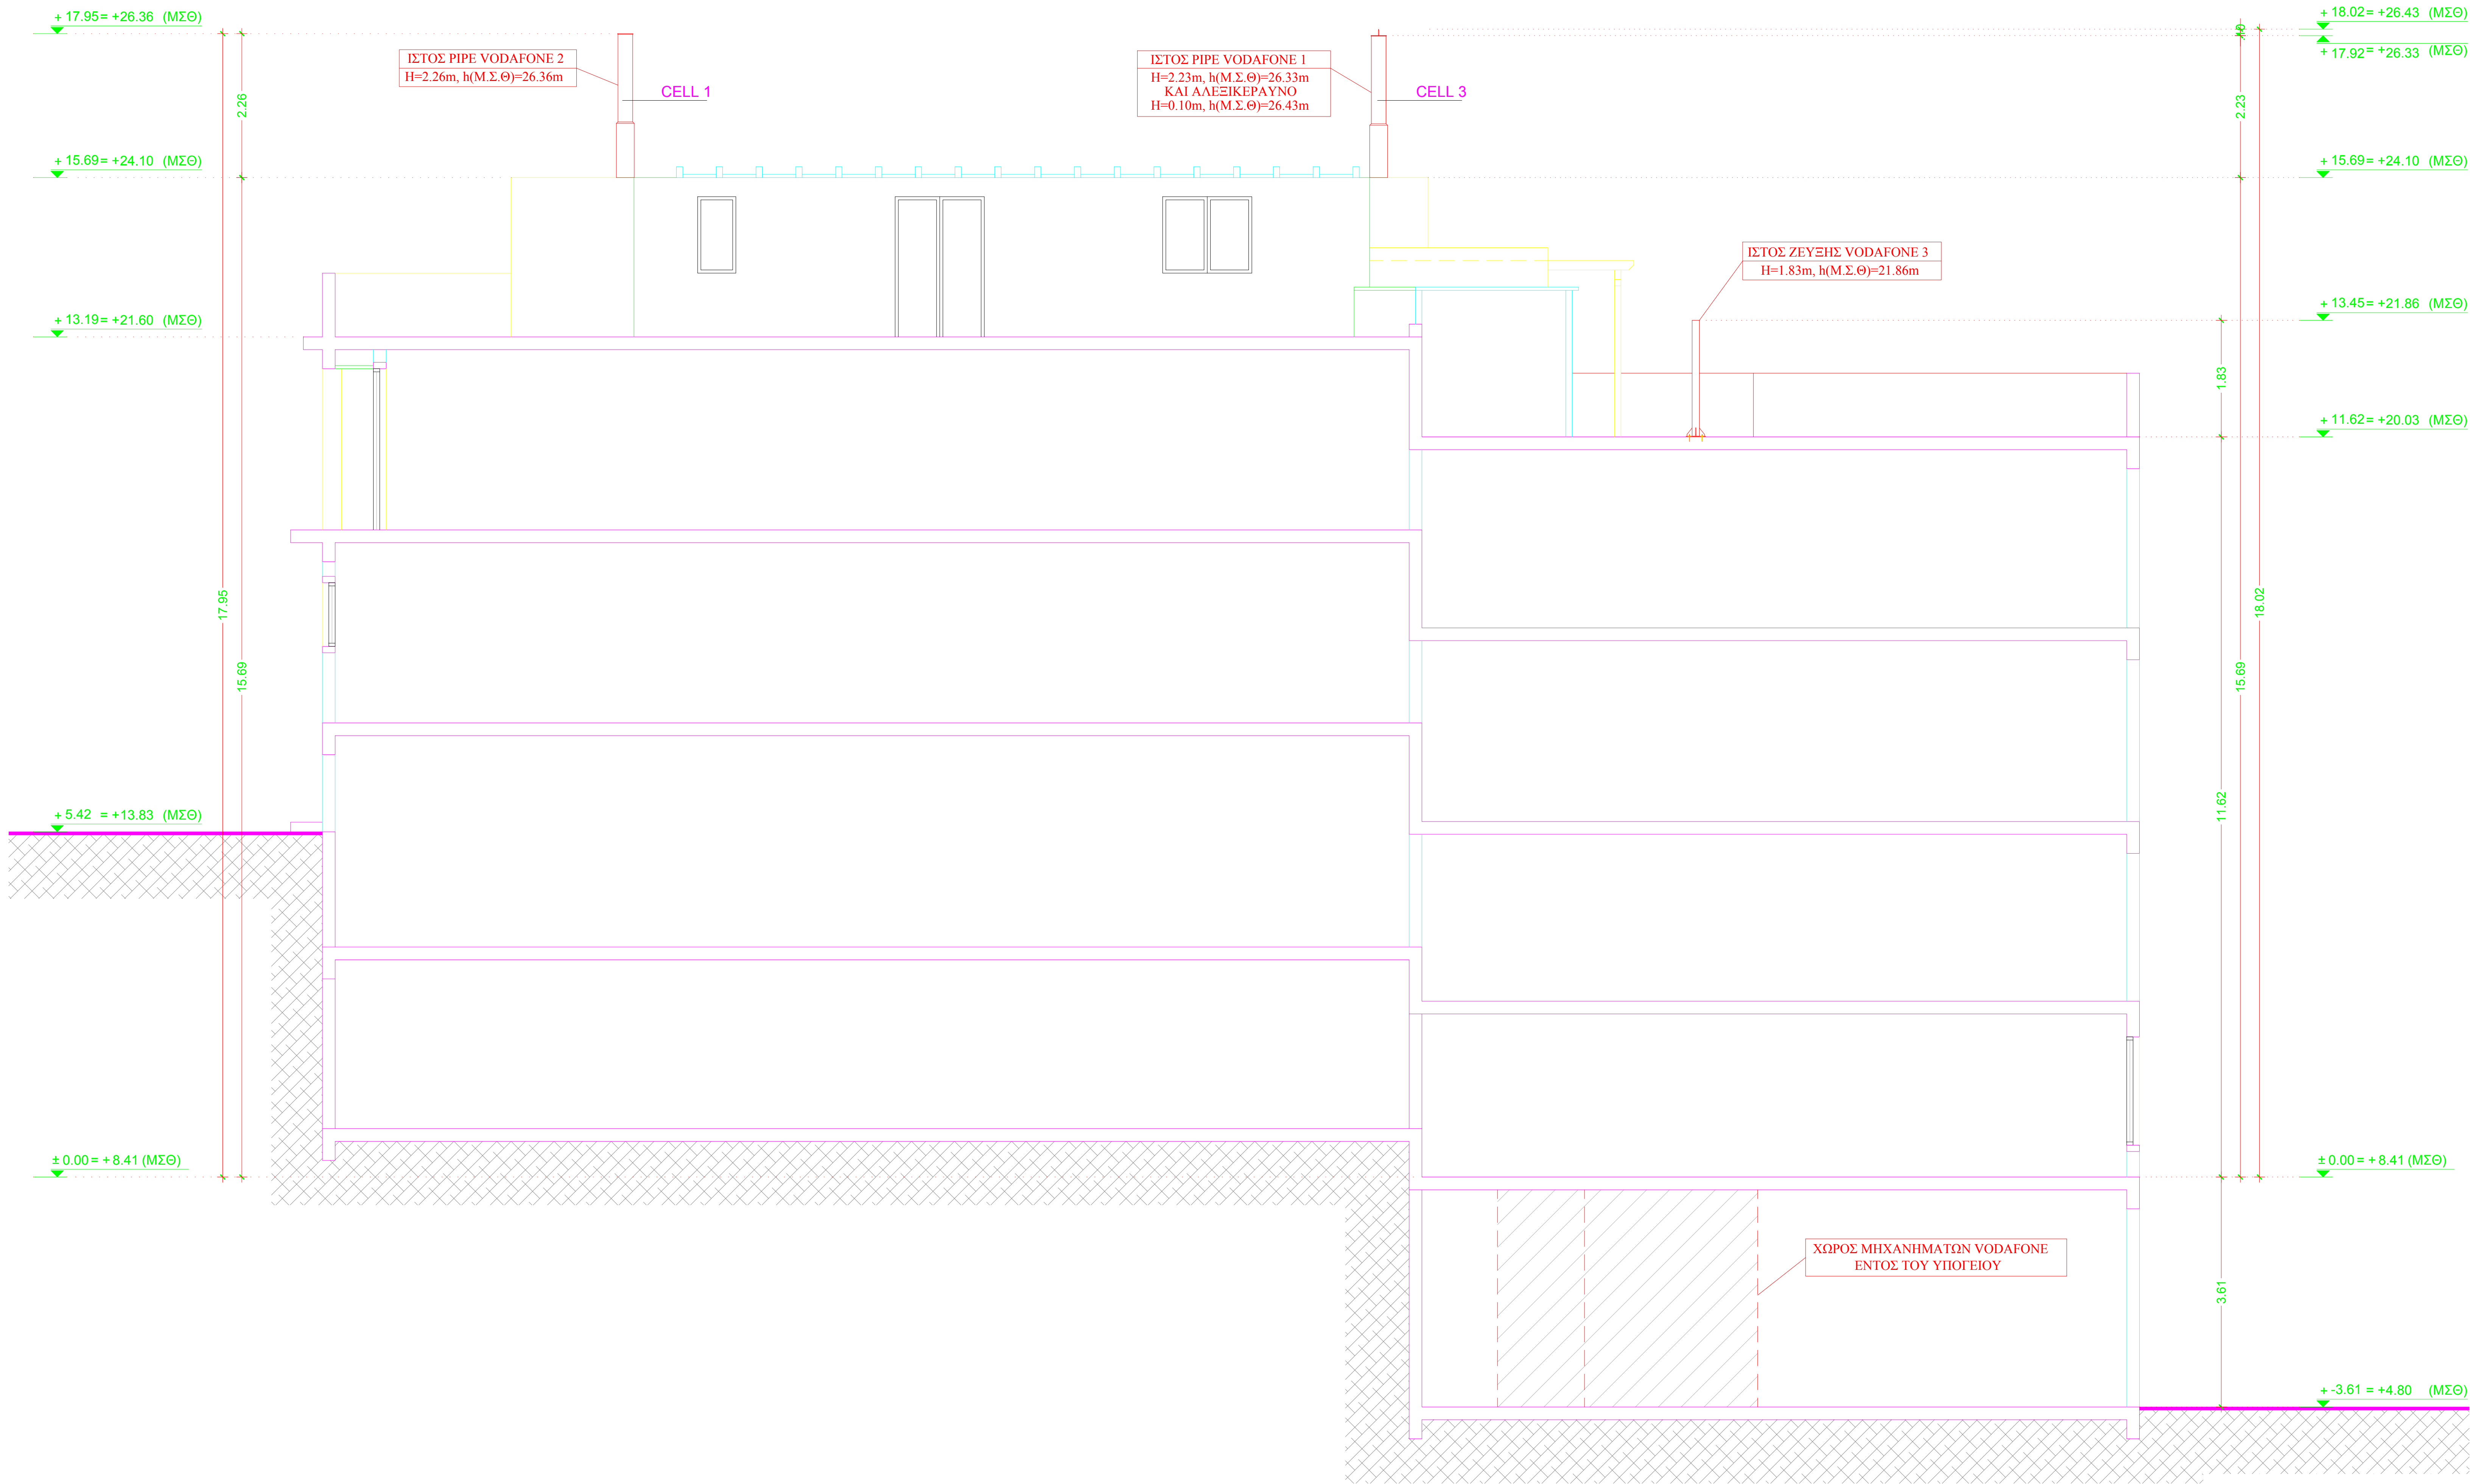 + 17.95 = +26.36 (ΜΣΘ)
+ 15.69 = +24.10 (ΜΣΘ)
+ 13.19 = +21.60 (ΜΣΘ)
+ 5.42 = +13.83 (ΜΣΘ)
± 0.00 = + 8.41 (ΜΣΘ)
2.26
17.95
15.69
ΙΣΤΟΣ PIPE VODAFONE 2
H=2.26m, h(Μ.Σ.Θ)=26.36m
CELL 1
ΙΣΤΟΣ PIPE VODAFONE 1
H=2.23m, h(Μ.Σ.Θ)=26.33m
ΚΑΙ ΑΛΕΞΙΚΕΡΑΥΝΟ
H=0.10m, h(Μ.Σ.Θ)=26.43m
CELL 3
ΙΣΤΟΣ ΖΕΥΞΗΣ VODAFONE 3
H=1.83m, h(Μ.Σ.Θ)=21.86m
ΧΩΡΟΣ ΜΗΧΑΝΗΜΑΤΩΝ VODAFONE
ΕΝΤΟΣ ΤΟΥ ΥΠΟΓΕΙΟΥ
2.23
1.83
18.02
15.69
11.62
3.61
+ 18.02 = +26.43 (ΜΣΘ)
+ 17.92 = +26.33 (ΜΣΘ)
+ 15.69 = +24.10 (ΜΣΘ)
+ 13.45 = +21.86 (ΜΣΘ)
+ 11.62 = +20.03 (ΜΣΘ)
± 0.00 = + 8.41 (ΜΣΘ)
+ -3.61 = +4.80 (ΜΣΘ)